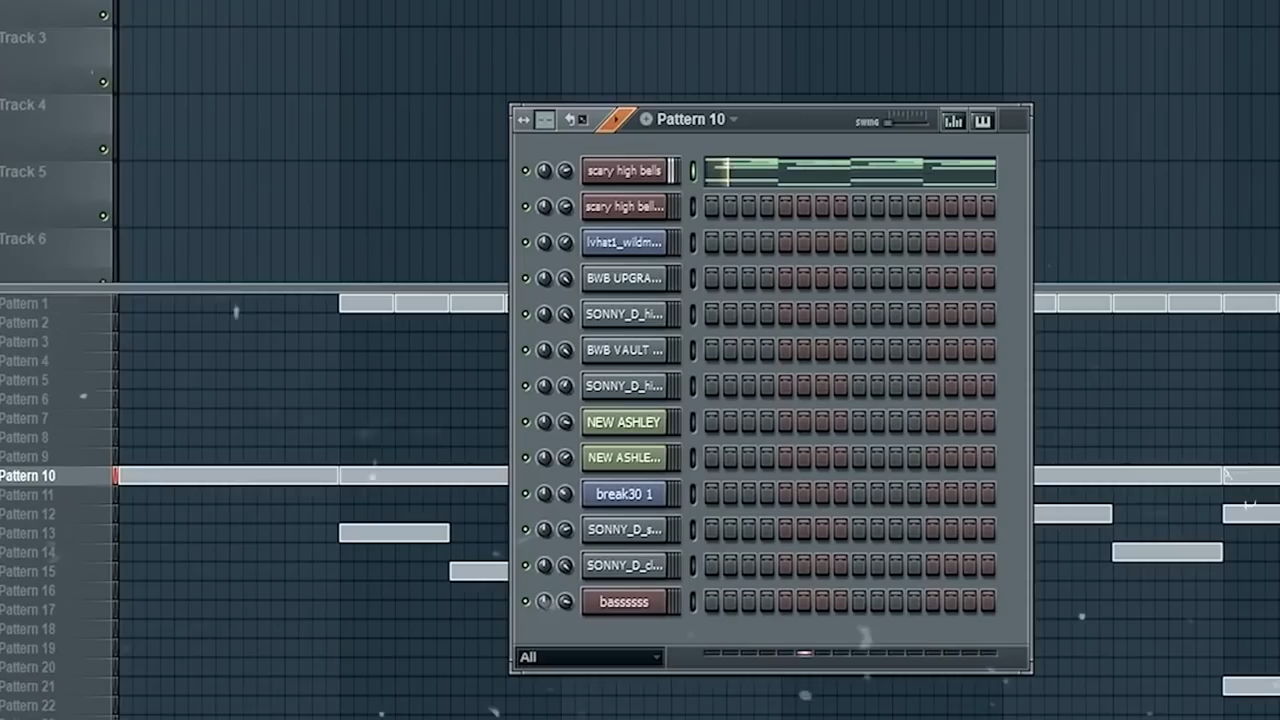 Track 3
Track 4
Track 5
Track 6
Pattern 1
Pattern 2
Pattern 3
Pattern 4
Pattern 5
Pattern 6
Pattern 7
Pattern 8
Pattern 9
Pattern 10
Pattern 11
Pattern 12
Pattern 13
Pattern 14
Pattern 15
Pattern 16
Pattern 17
Pattern 18
Pattern 19
Pattern 20
Pattern 21
Pattern 22
Pattern 10
SWING
scary high bells
scary high bell...
lvhat1_wildm...
BWB UPGRA...
SONNY_D_hi...
BWB VAULT ...
SONNY_D_hi...
NEW ASHLEY
NEW ASHLE...
break30 1
SONNY_D_s...
SONNY_D_cl...
basssss
All